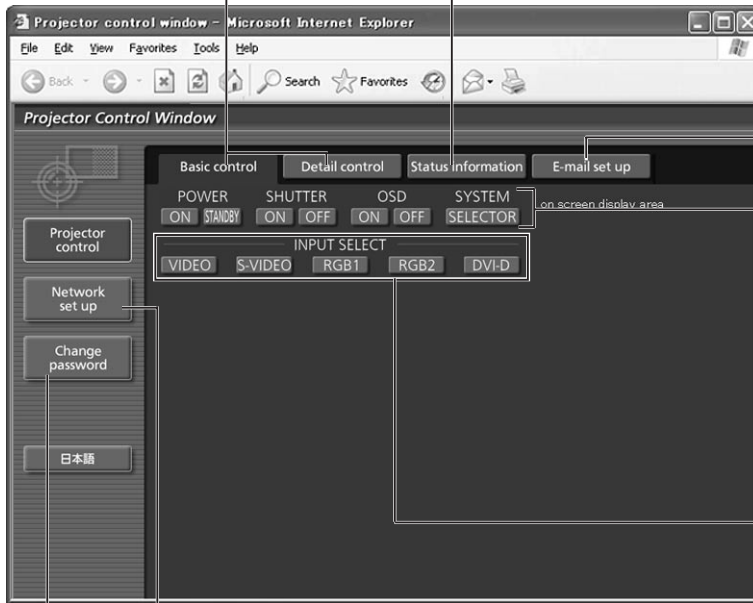 Projector control window - Microsoft Internet Explorer
File Edit View Favorites Tools Help
Back Search Favorites
Projector Control Window
Basic control Detail control Status information E-mail set up
POWER SHUTTER OSD SYSTEM
on screen display area
ON STANDBY ON OFF ON OFF SELECTOR
Projector
control
INPUT SELECT
VIDEO S-VIDEO RGB1 RGB2 DVI-D
Network
set up
Change
password
日本語